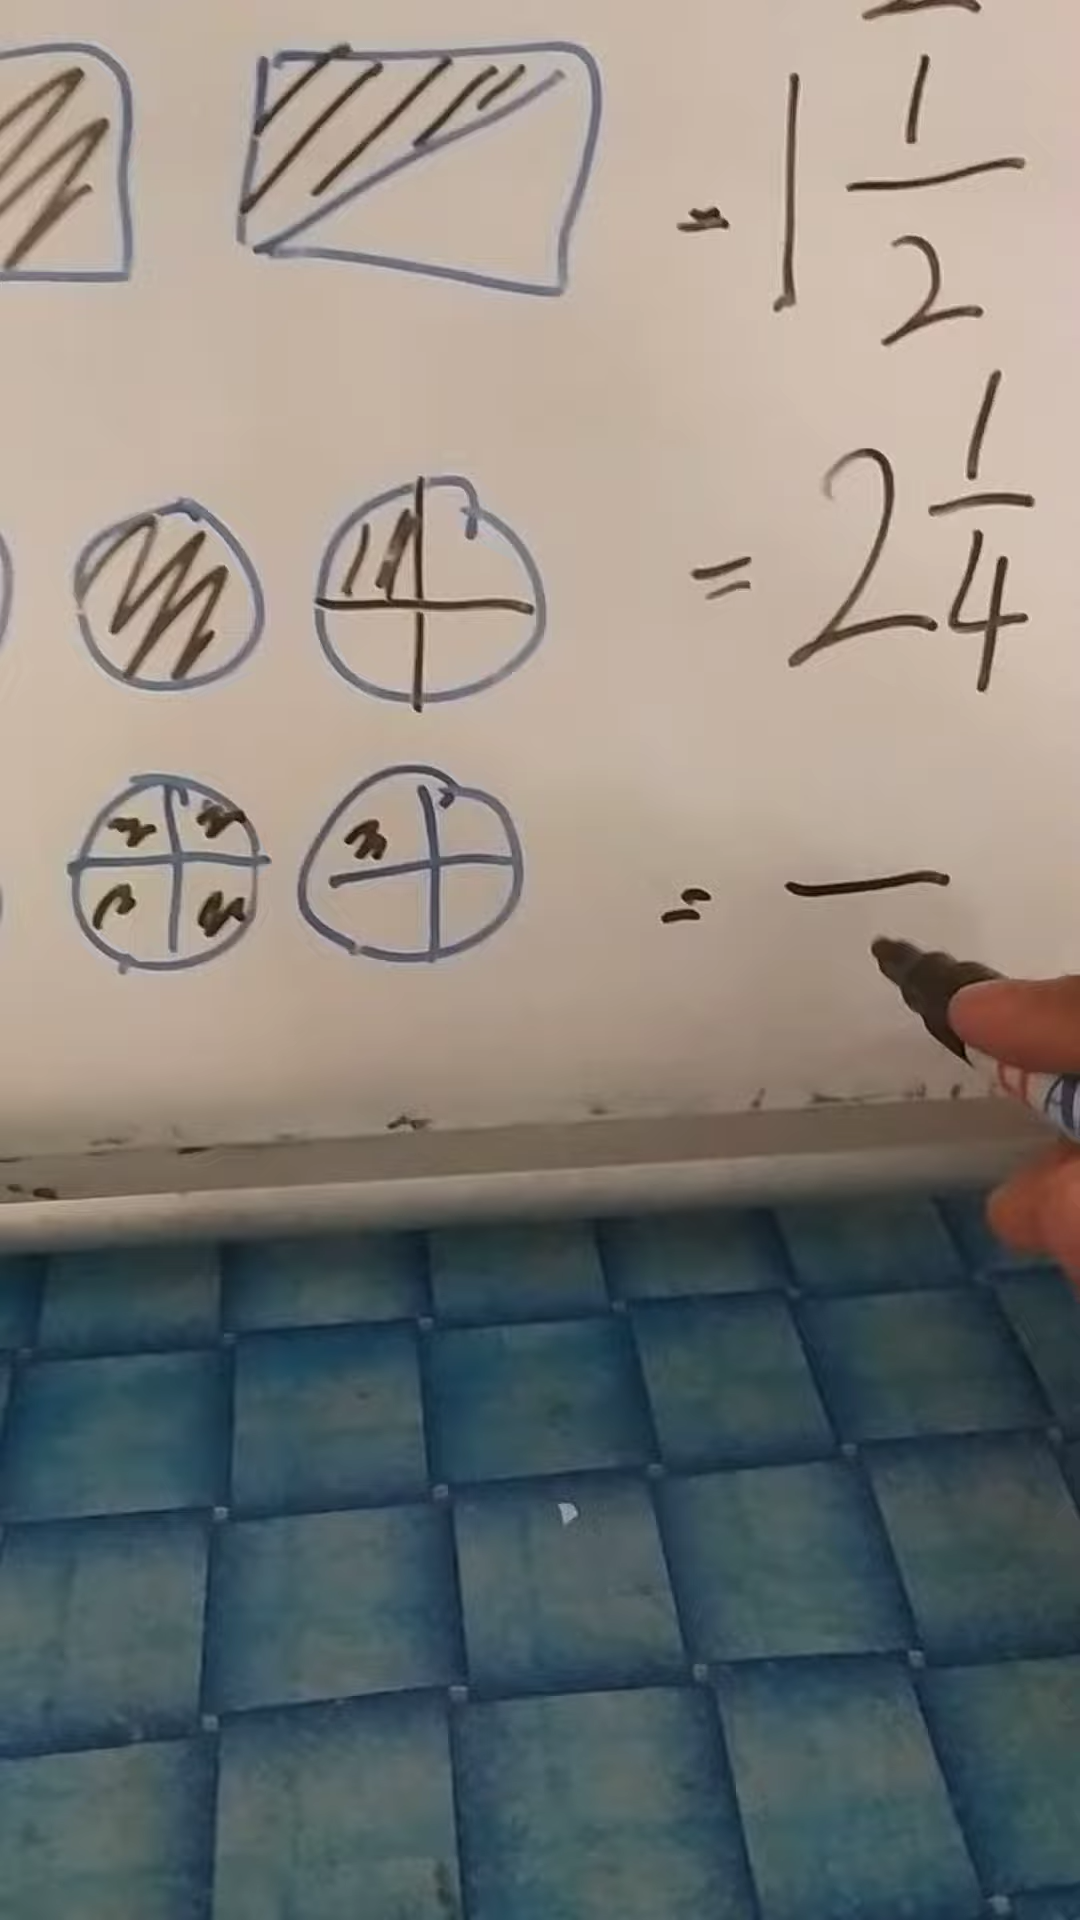 = 1 1/2
= 2 1/4
= —